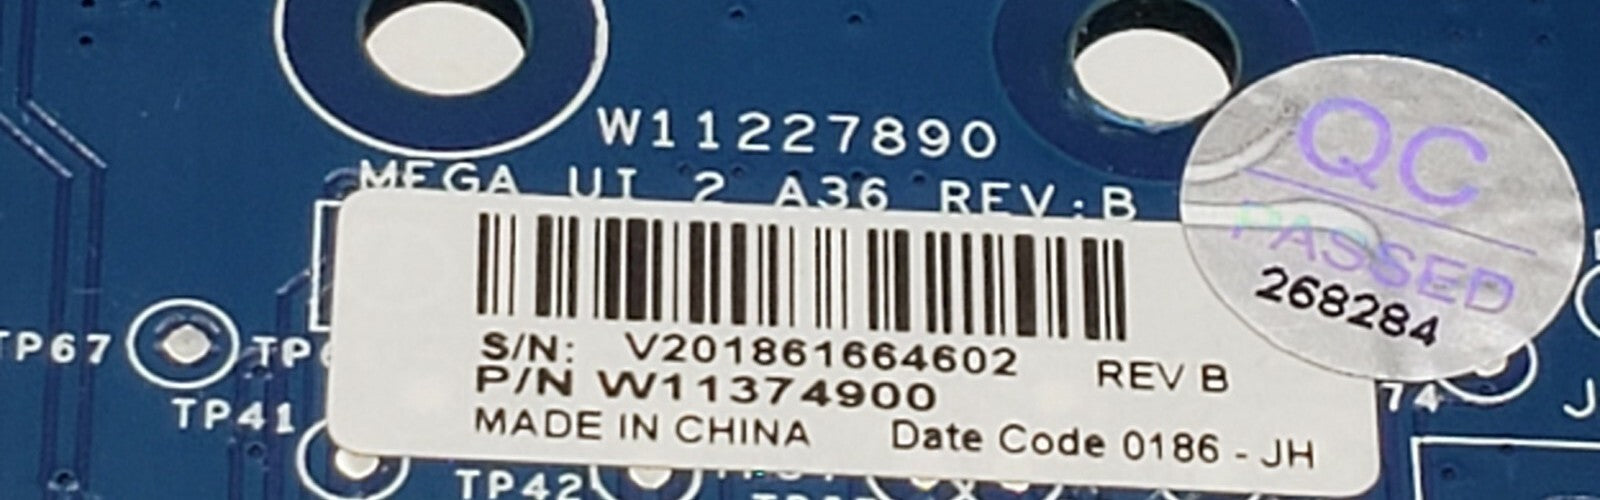 W11227890
MEGA UI 2 A36 REV:B
QC
PASSED
268284
S/N: V201861664602 REV B
P/N W11374900
MADE IN CHINA Date Code 0186 - JH
TP67
TP41
TP42
74